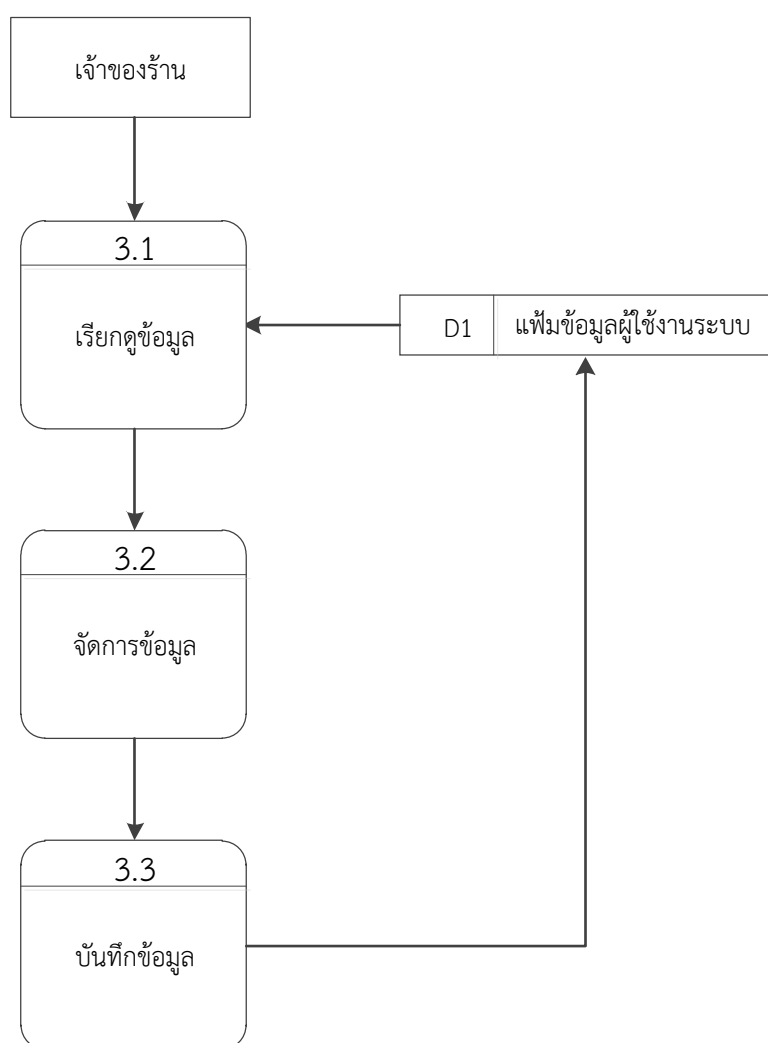 เจ้าของร้าน
3.1
เรียกดูข้อมูล
D1 แฟ้มข้อมูลผู้ใช้งานระบบ
3.2
จัดการข้อมูล
3.3
บันทึกข้อมูล